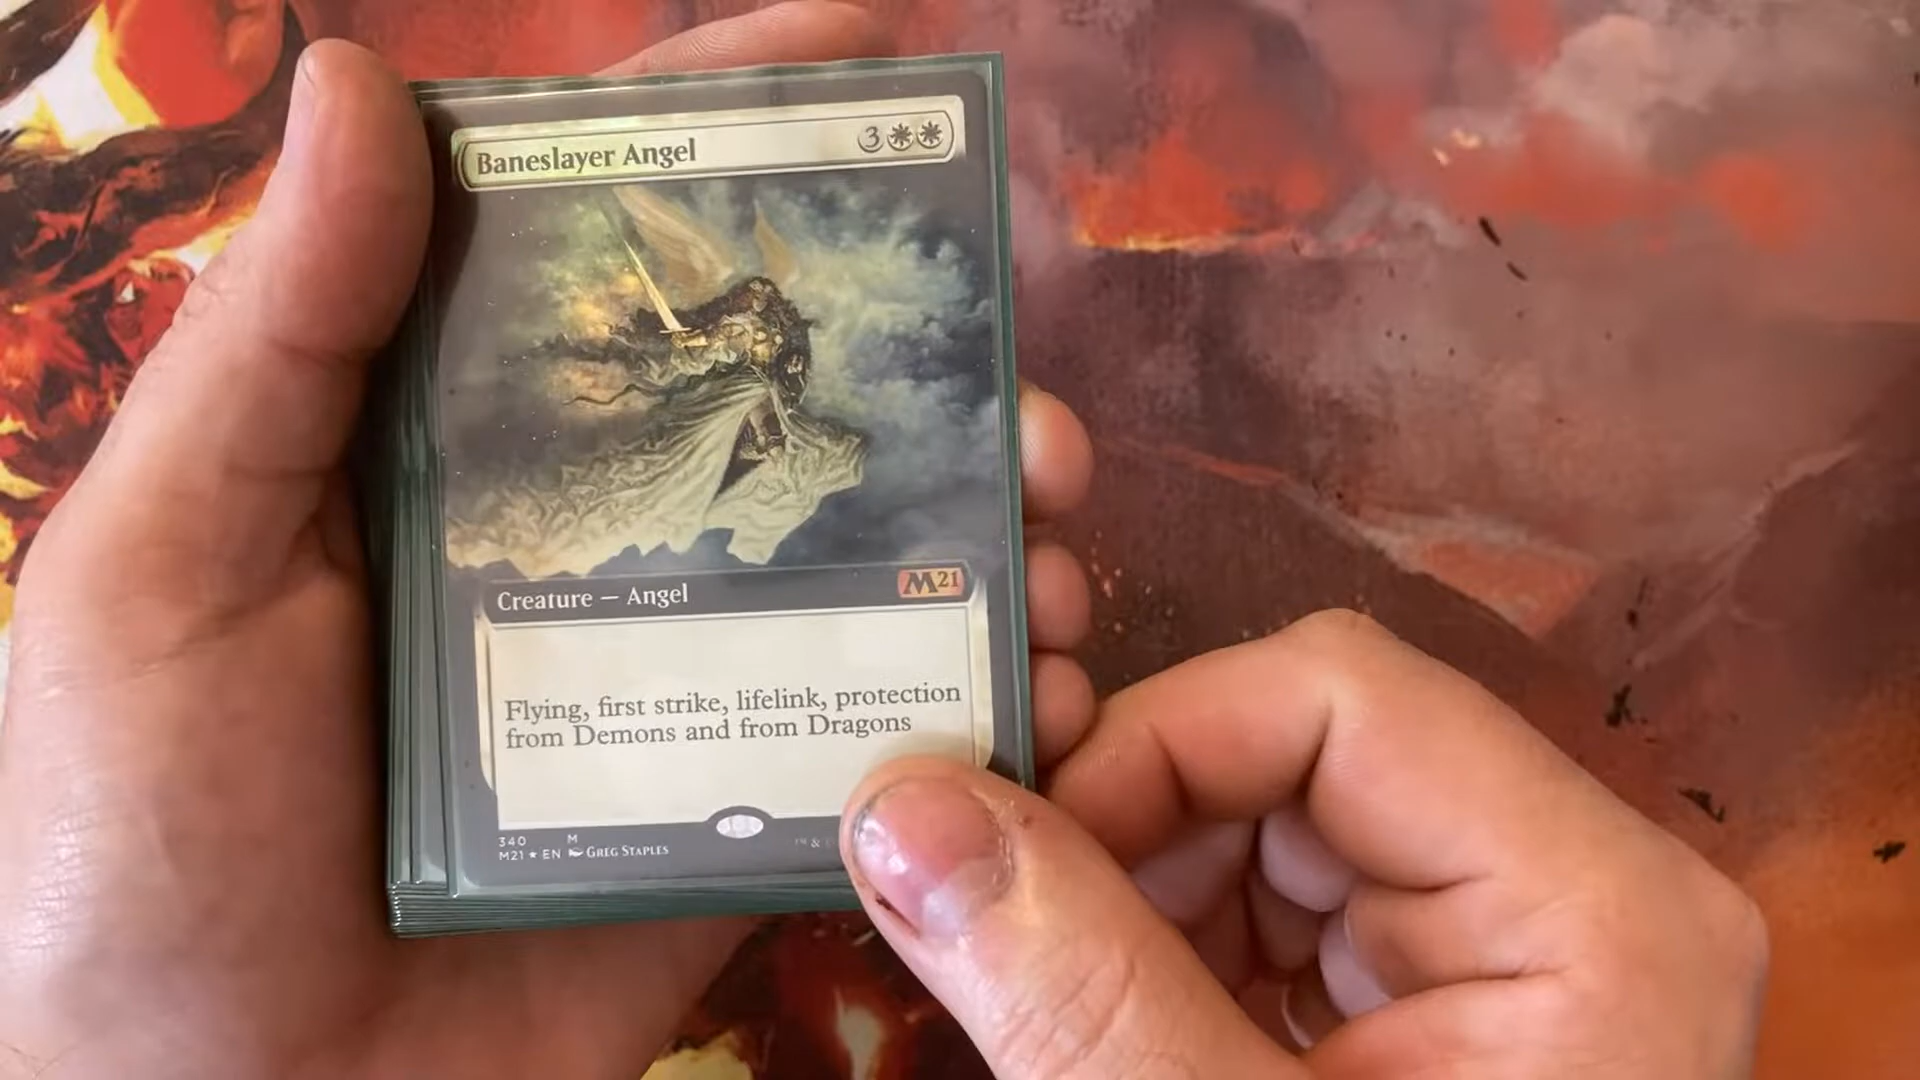 Baneslayer Angel 3
Creature — Angel M21
Flying, first strike, lifelink, protection
from Demons and from Dragons
340 M
M21 ★ EN GREG STAPLES ™ &